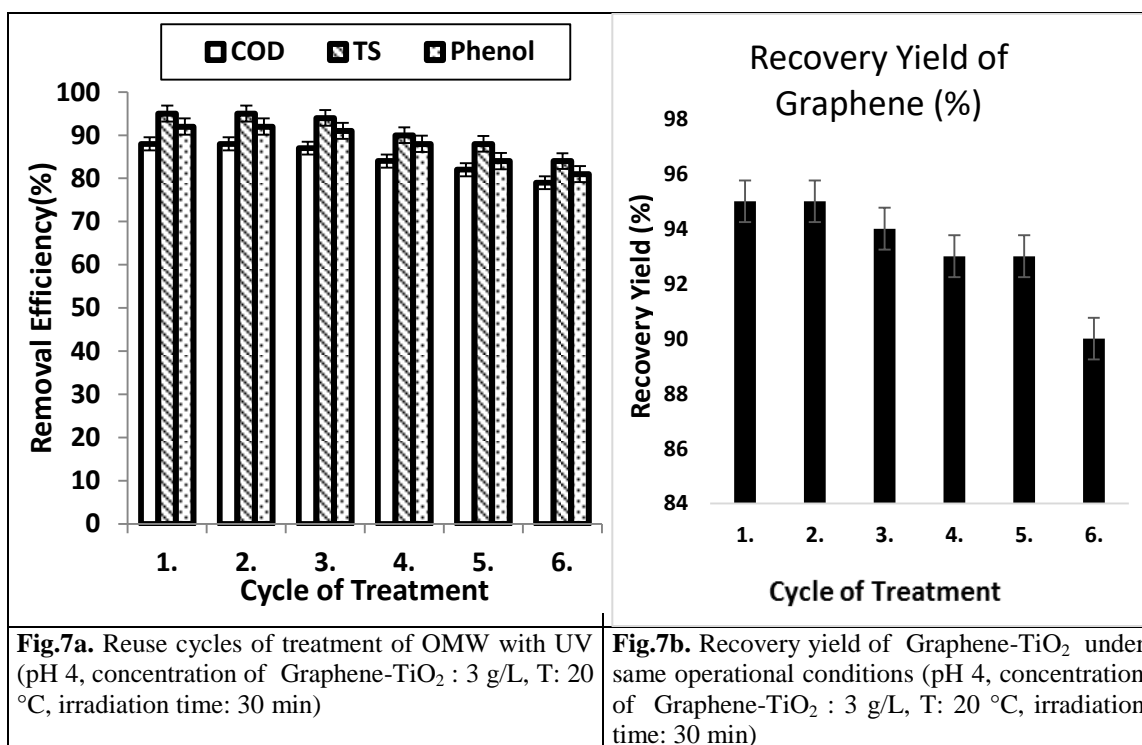 COD TS Phenol
100
90
80
70
60
50
40
30
20
10
0
Removal Efficiency(%)
1. 2. 3. 4. 5. 6.
Cycle of Treatment
Recovery Yield of
Graphene (%)
98
96
94
92
90
88
86
84
Recovery Yield (%)
1. 2. 3. 4. 5. 6.
Cycle of Treatment
Fig.7a. Reuse cycles of treatment of OMW with UV
(pH 4, concentration of Graphene-TiO₂ : 3 g/L, T: 20
°C, irradiation time: 30 min)
Fig.7b. Recovery yield of Graphene-TiO₂ under
same operational conditions (pH 4, concentration
of Graphene-TiO₂ : 3 g/L, T: 20 °C, irradiation
time: 30 min)